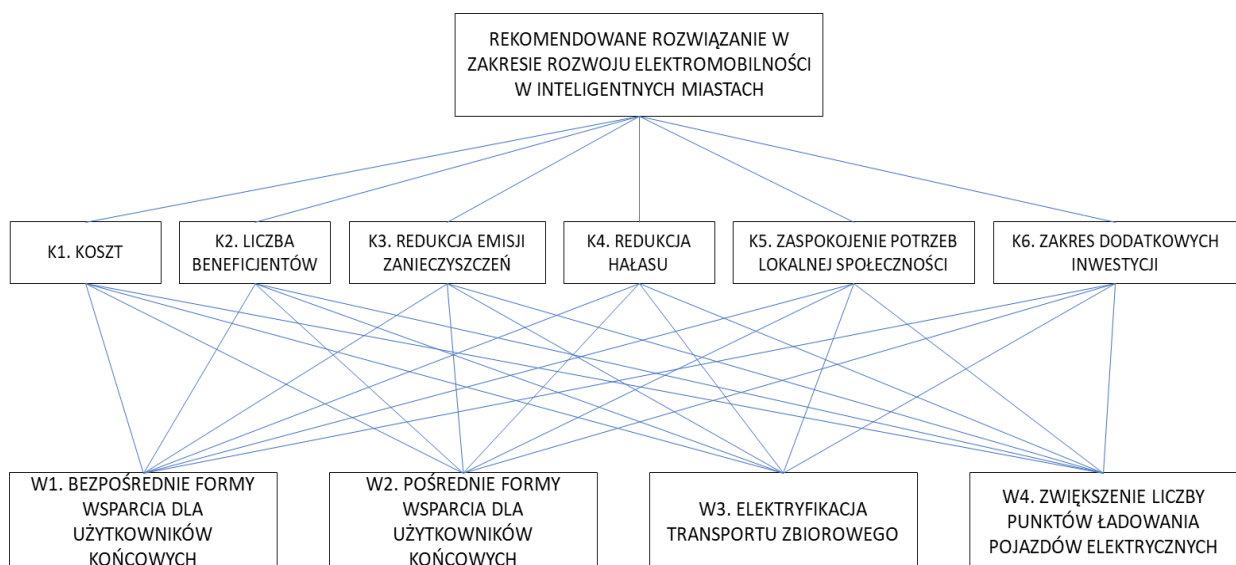 REKOMENDOWANE ROZWIĄZANIE W
ZAKRESIE ROZWOJU ELEKTROMOBILNOŚCI
W INTELIGENTNYCH MIASTACH
K1. KOSZT
K2. LICZBA
BENEFICJENTÓW
K3. REDUKCJA EMISJI
ZANIECZYSZCZEŃ
K4. REDUKCJA
HAŁASU
K5. ZASPOKOJENIE POTRZEB
LOKALNEJ SPOŁECZNOŚCI
K6. ZAKRES DODATKOWYCH
INWESTYCJI
W1. BEZPOŚREDNIE FORMY
WSPARCIA DLA
UŻYTKOWNIKÓW
KOŃCOWYCH
W2. POŚREDNIE FORMY
WSPARCIA DLA
UŻYTKOWNIKÓW
KOŃCOWYCH
W3. ELEKTRYFIKACJA
TRANSPORTU ZBIOROWEGO
W4. ZWIĘKSZENIE LICZBY
PUNKTÓW ŁADOWANIA
POJAZDÓW ELEKTRYCZNYCH